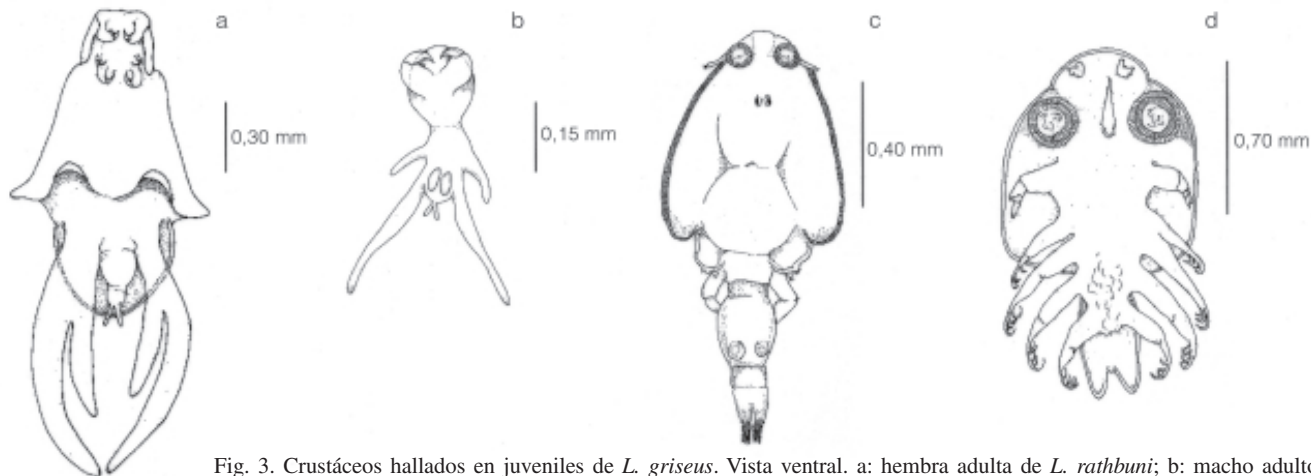 a
b
c
d
0,30 mm
0,15 mm
0,40 mm
0,70 mm
Fig. 3. Crustáceos hallados en juveniles de L. griseus. Vista ventral. a: hembra adulta de L. rathbuni; b: macho adulto